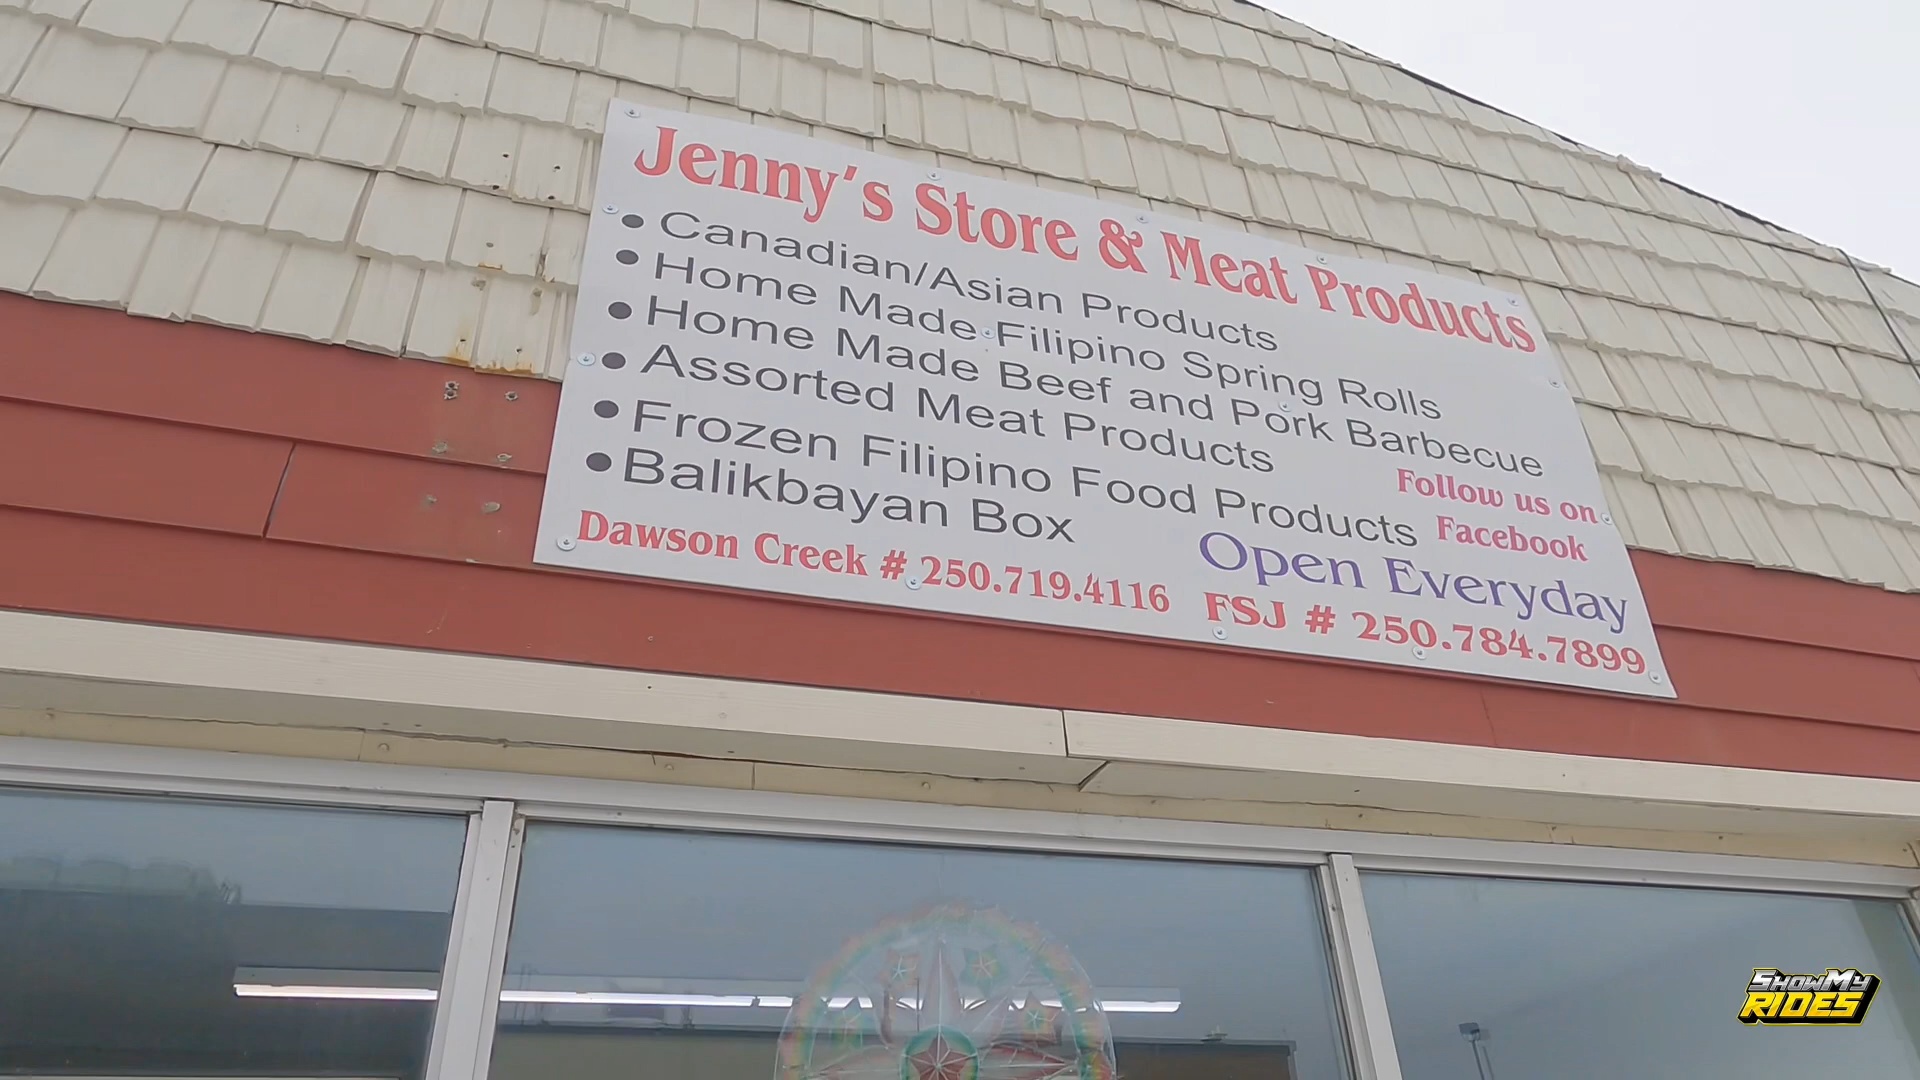 Jenny's Store & Meat Products
• Canadian/Asian Products
• Home Made Filipino Spring Rolls
• Home Made Beef and Pork Barbecue
• Assorted Meat Products
• Frozen Filipino Food Products
• Balikbayan Box
Follow us on
Facebook
Open Everyday
Dawson Creek # 250.719.4116
FSJ # 250.784.7899
SHOWMY
RIDES